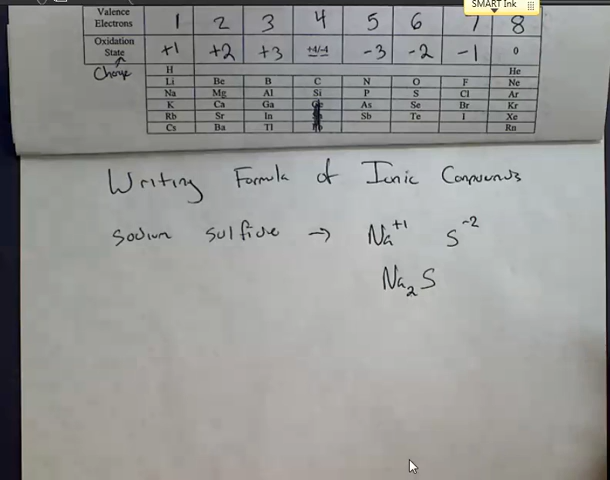 SMART Ink
Valence Electrons 1 2 3 4 5 6 7 8
Oxidation State +1 +2 +3 +4/-4 -3 -2 -1 0
Charge
H He
Li Be B C N O F Ne
Na Mg Al Si P S Cl Ar
K Ca Ga As Se Br Kr
Rb Sr In Sb Te I Xe
Cs Ba Tl Rn
Writing Formula of Ionic Compounds
sodium sulfide → Na+1 S-2
Na2S